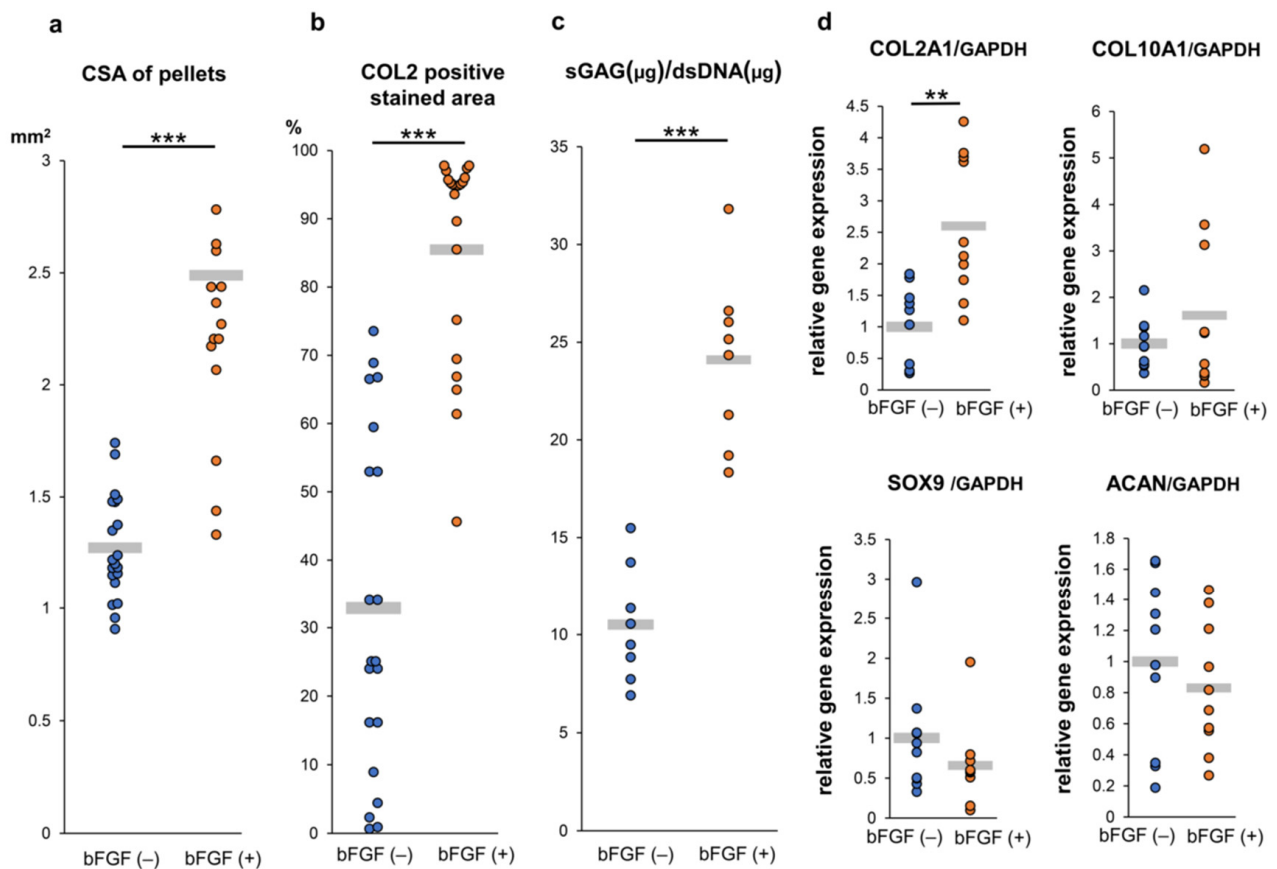 a
CSA of pellets
mm²
***
3
2.5
2
1.5
1
0.5
0
bFGF (–)
bFGF (+)
b
COL2 positive
stained area
%
***
100
90
80
70
60
50
40
30
20
10
0
bFGF (–)
bFGF (+)
c
sGAG(µg)/dsDNA(µg)
***
35
30
25
20
15
10
5
0
bFGF (–)
bFGF (+)
d
COL2A1/GAPDH
**
relative gene expression
4.5
4
3.5
3
2.5
2
1.5
1
0.5
0
bFGF (–)
bFGF (+)
COL10A1/GAPDH
relative gene expression
6
5
4
3
2
1
0
bFGF (–)
bFGF (+)
SOX9 /GAPDH
relative gene expression
3.5
3
2.5
2
1.5
1
0.5
0
bFGF (–)
bFGF (+)
ACAN/GAPDH
relative gene expression
1.8
1.6
1.4
1.2
1
0.8
0.6
0.4
0.2
0
bFGF (–)
bFGF (+)